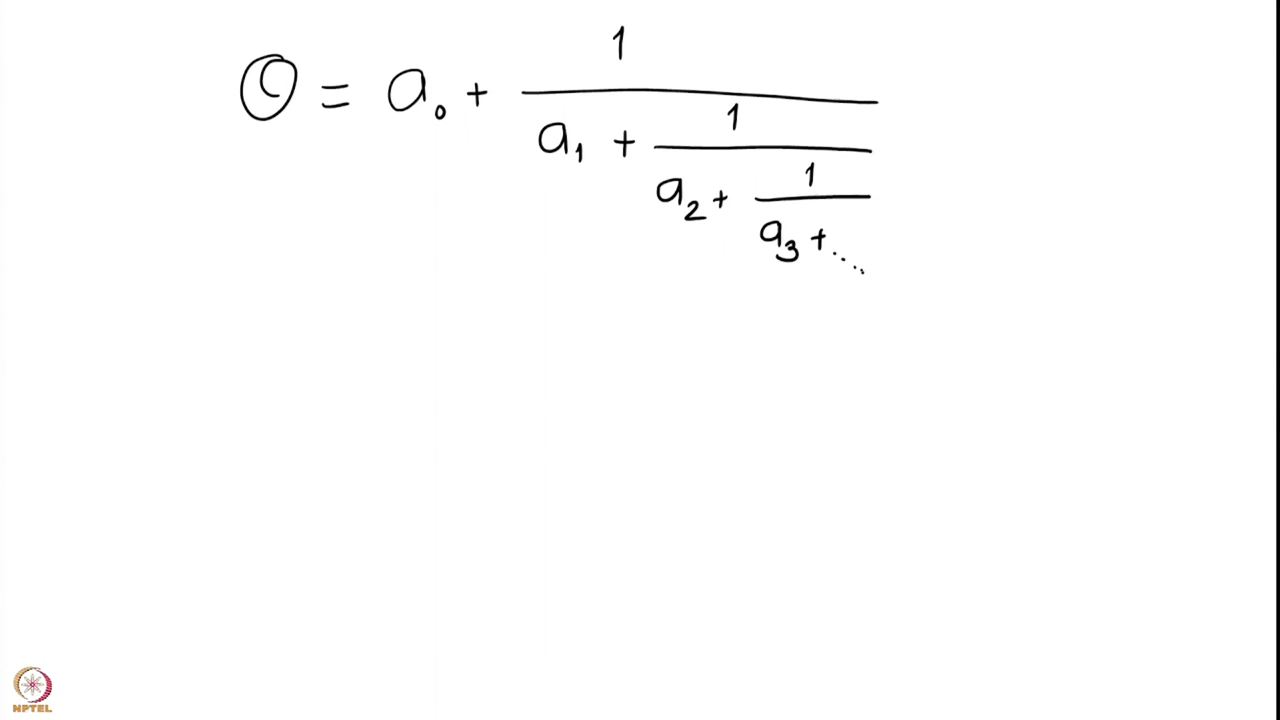 Θ = a₀ + 1
a₁ + 1
a₂ + 1
a₃ + ....
NPTEL